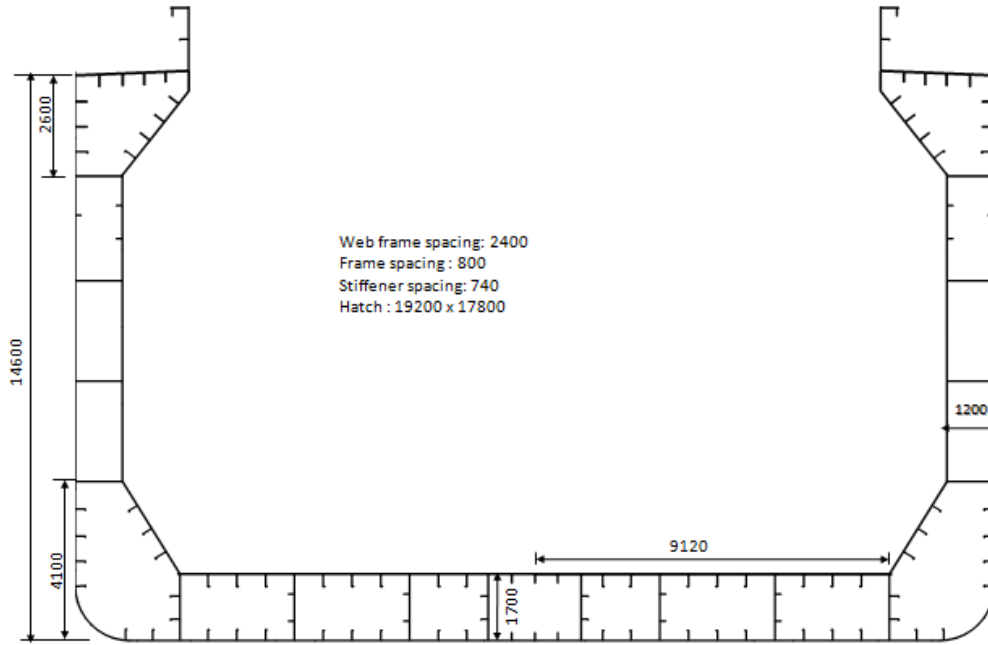 2600
Web frame spacing: 2400
Frame spacing : 800
Stiffener spacing: 740
Hatch : 19200 x 17800
14600
1200
9120
4100
1700